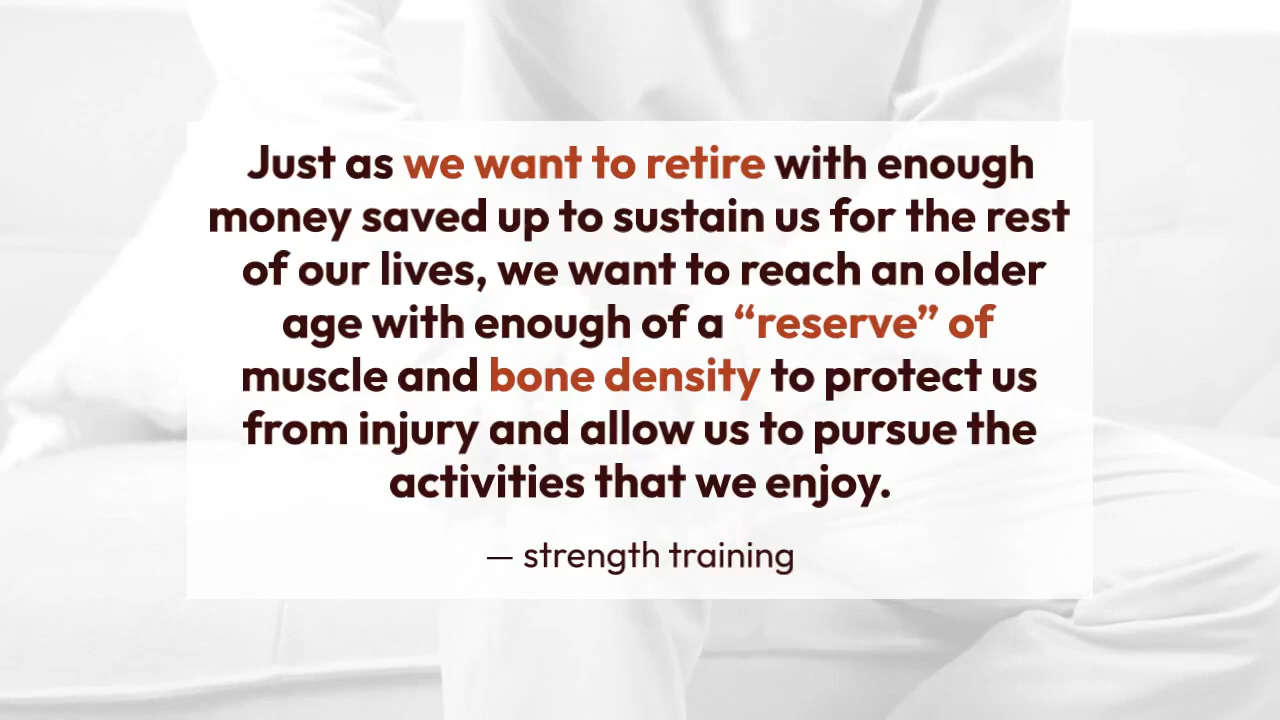 Just as we want to retire with enough
money saved up to sustain us for the rest
of our lives, we want to reach an older
age with enough of a “reserve” of
muscle and bone density to protect us
from injury and allow us to pursue the
activities that we enjoy.
— strength training